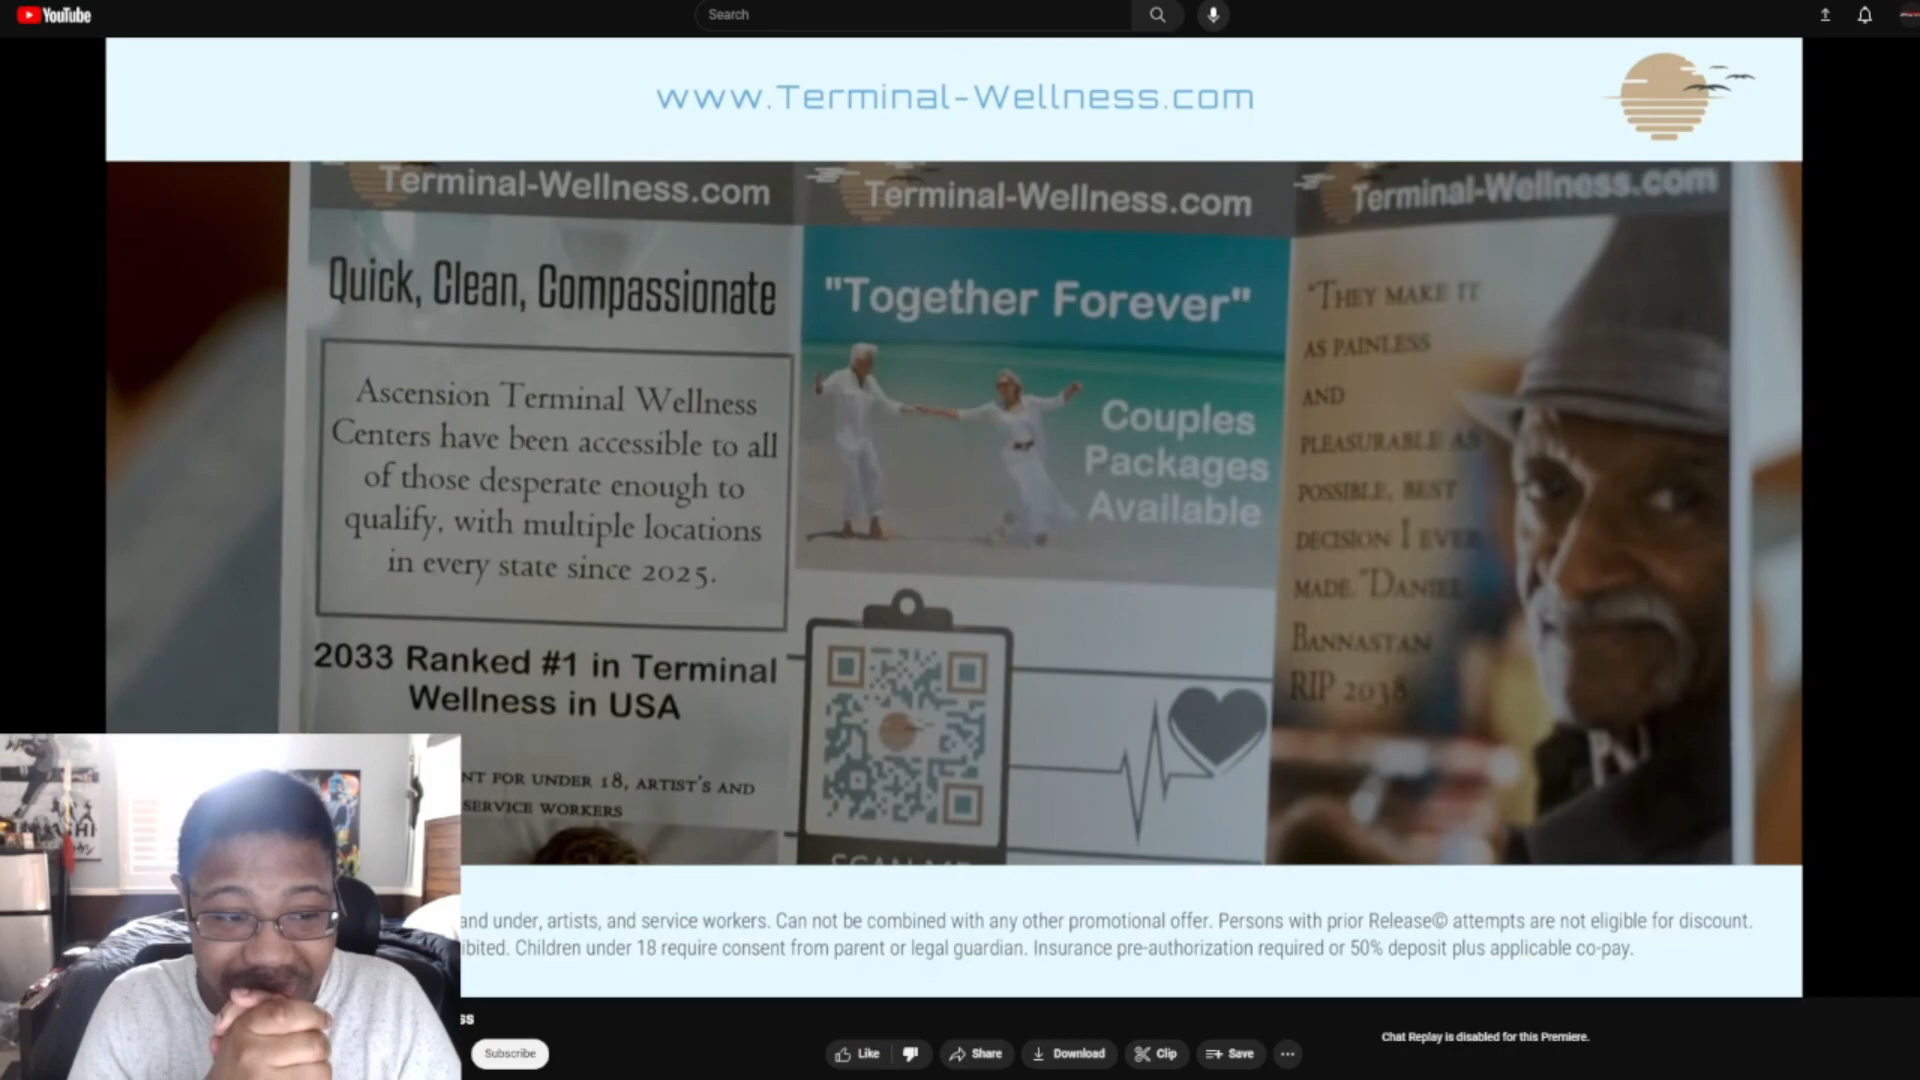 YouTube
Search
www.Terminal-Wellness.com
Terminal-Wellness.com
Quick, Clean, Compassionate
Ascension Terminal Wellness
Centers have been accessible to all
of those desperate enough to
qualify, with multiple locations
in every state since 2025.
2033 Ranked #1 in Terminal
Wellness in USA
NT FOR UNDER 18, ARTIST'S AND
SERVICE WORKERS
Terminal-Wellness.com
"Together Forever"
Couples
Packages
Available
SCAN ME
Terminal-Wellness.com
"THEY MAKE IT
AS PAINLESS
AND
PLEASURABLE AS
POSSIBLE, BEST
DECISION I EVER
MADE."DANIEL
BANNASTAN
RIP 2038
and under, artists, and service workers. Can not be combined with any other promotional offer. Persons with prior Release© attempts are not eligible for discount.
ibited. Children under 18 require consent from parent or legal guardian. Insurance pre-authorization required or 50% deposit plus applicable co-pay.
ss
Subscribe
Like
Share
Download
Clip
Save
Chat Replay is disabled for this Premiere.